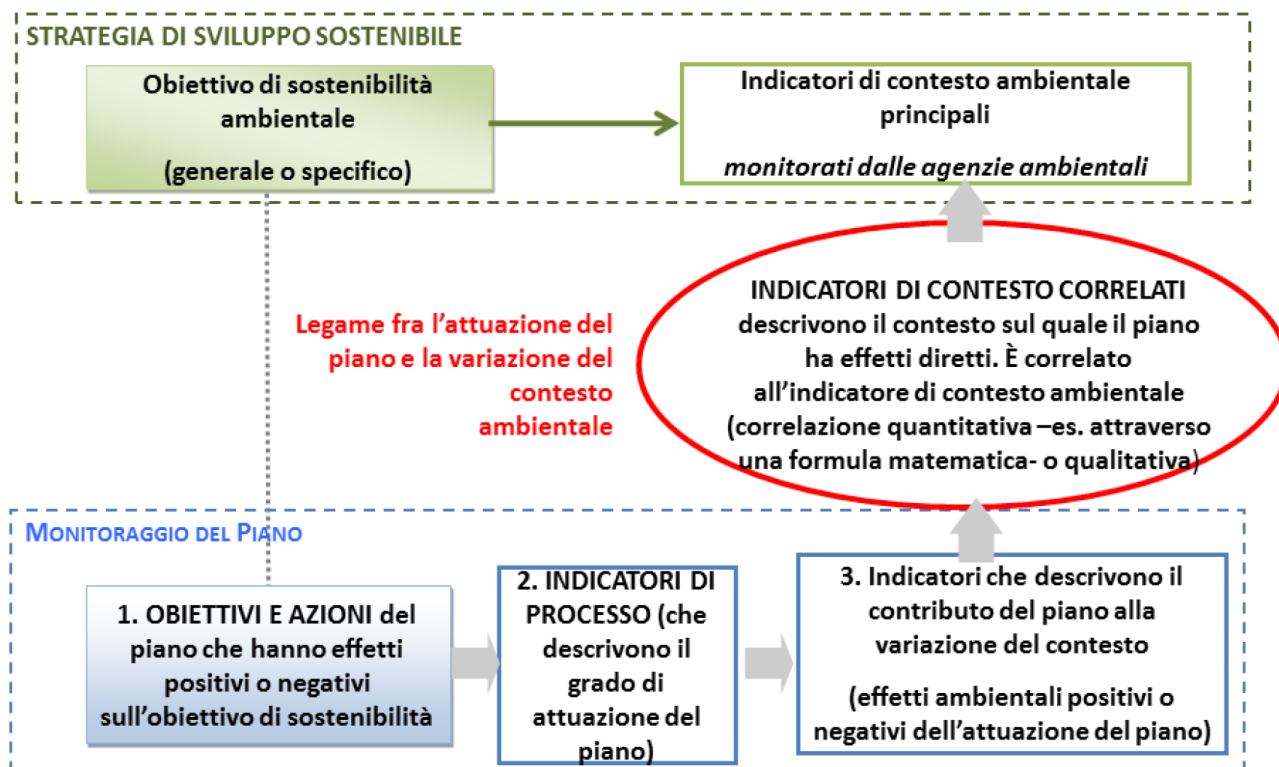 STRATEGIA DI SVILUPPO SOSTENIBILE
Obiettivo di sostenibilità
ambientale
(generale o specifico)
Indicatori di contesto ambientale
principali
monitorati dalle agenzie ambientali
Legame fra l’attuazione del
piano e la variazione del
contesto
ambientale
INDICATORI DI CONTESTO CORRELATI
descrivono il contesto sul quale il piano
ha effetti diretti. È correlato
all’indicatore di contesto ambientale
(correlazione quantitativa –es. attraverso
una formula matematica- o qualitativa)
MONITORAGGIO DEL PIANO
1. OBIETTIVI E AZIONI del
piano che hanno effetti
positivi o negativi
sull’obiettivo di sostenibilità
2. INDICATORI DI
PROCESSO (che
descrivono il
grado di
attuazione del
piano)
3. Indicatori che descrivono il
contributo del piano alla
variazione del contesto
(effetti ambientali positivi o
negativi dell’attuazione del piano)